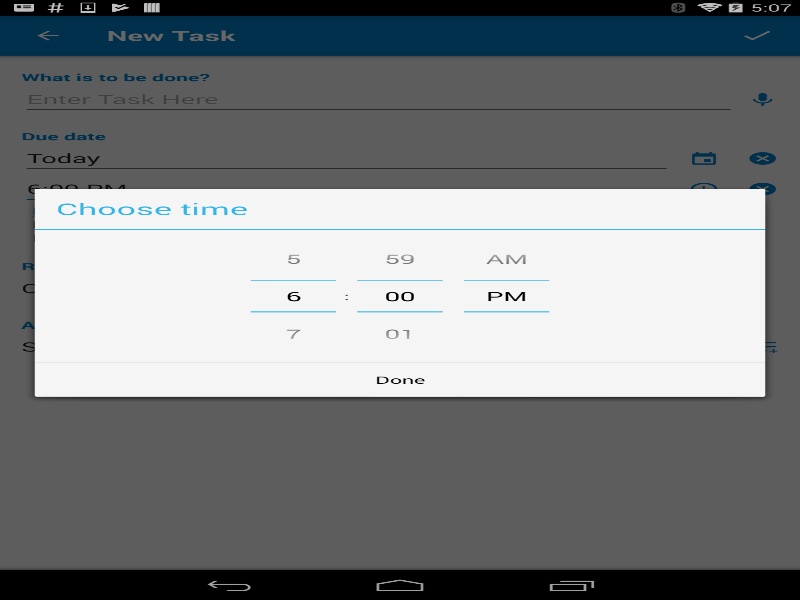 5:07
New Task
What is to be done?
Enter Task Here
Due date
Today
6:00 PM
Choose time
5 59 AM
6 : 00 PM
7 01
Done